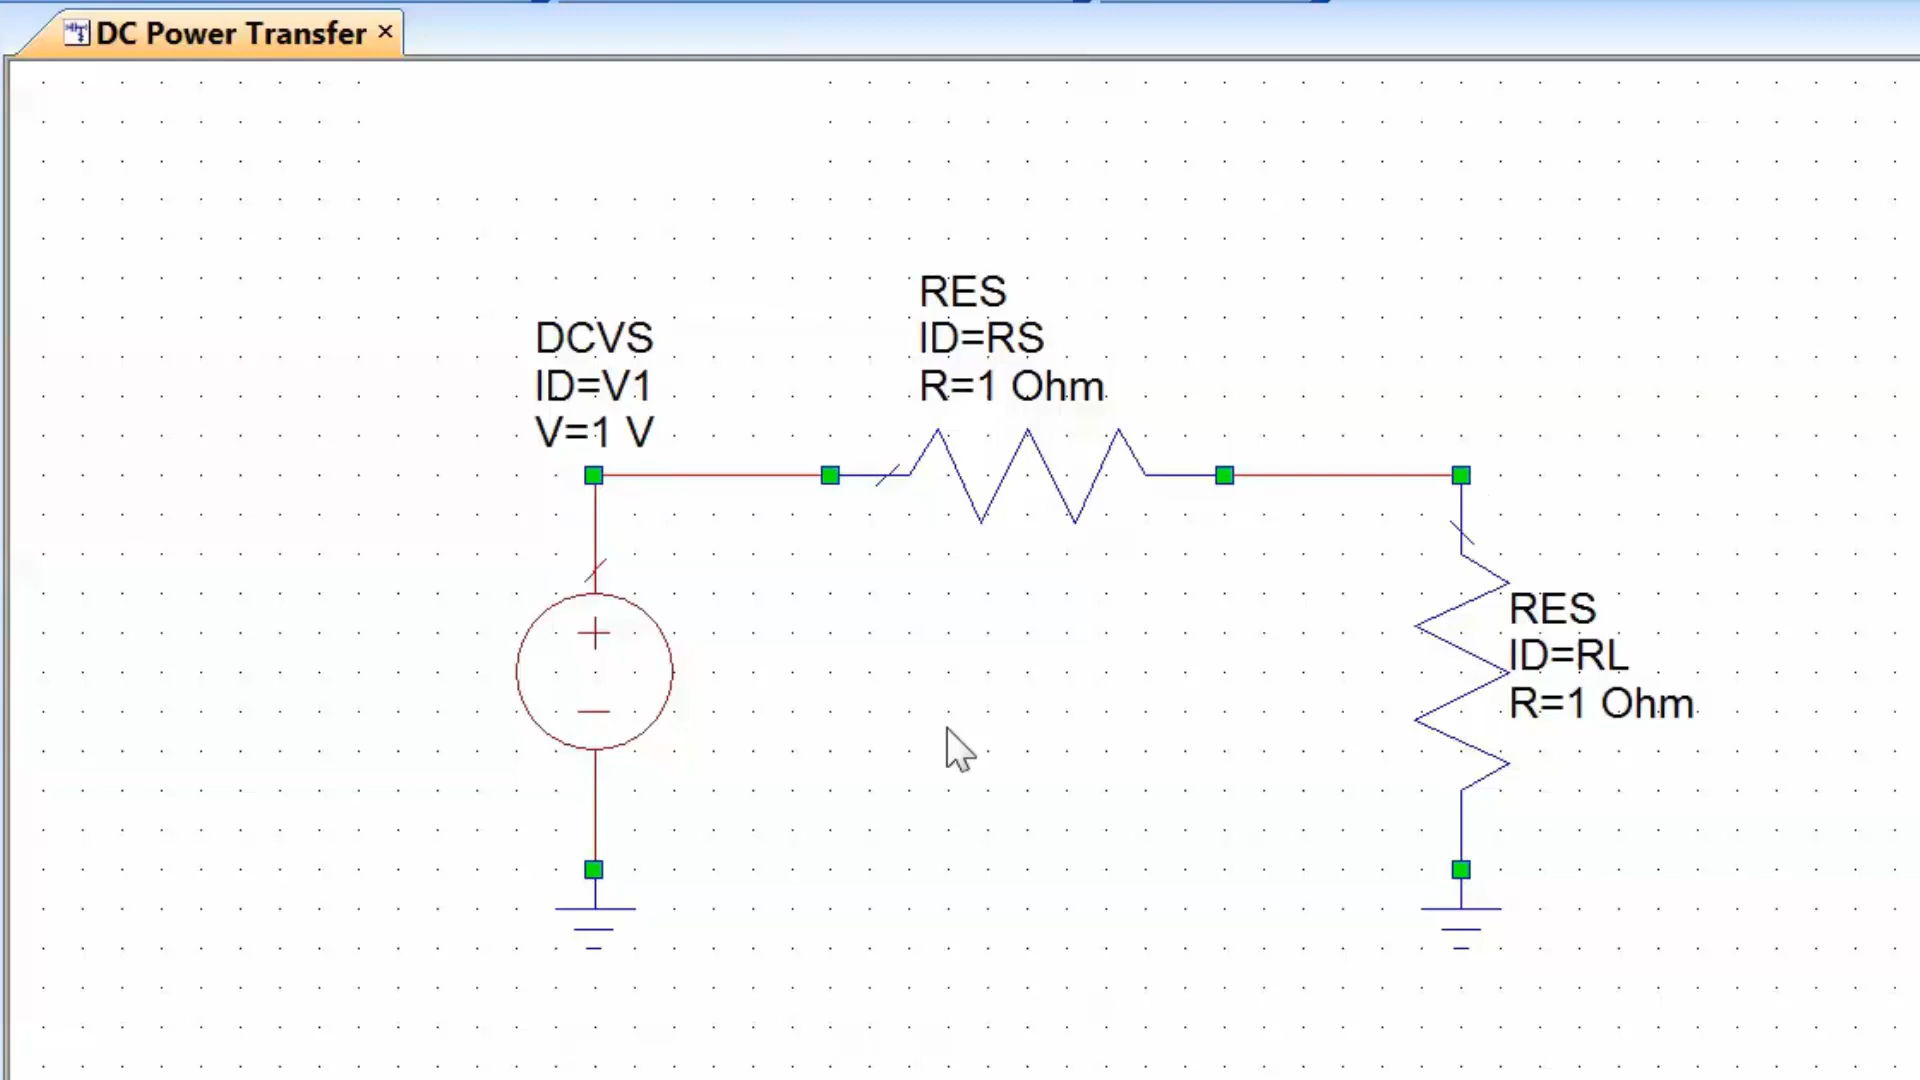 DC Power Transfer
DCVS
ID=V1
V=1 V
RES
ID=RS
R=1 Ohm
RES
ID=RL
R=1 Ohm